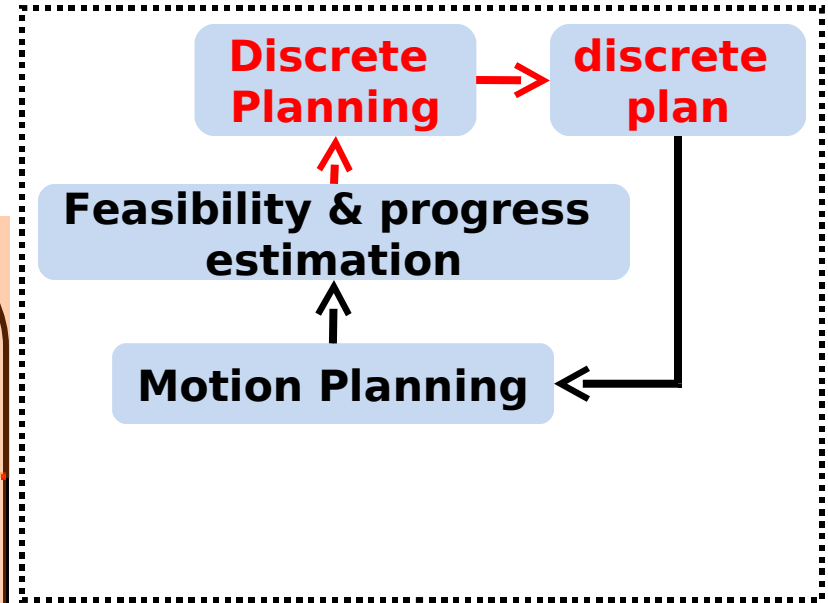 Discrete
Planning
discrete
plan
Feasibility & progress
estimation
Motion Planning